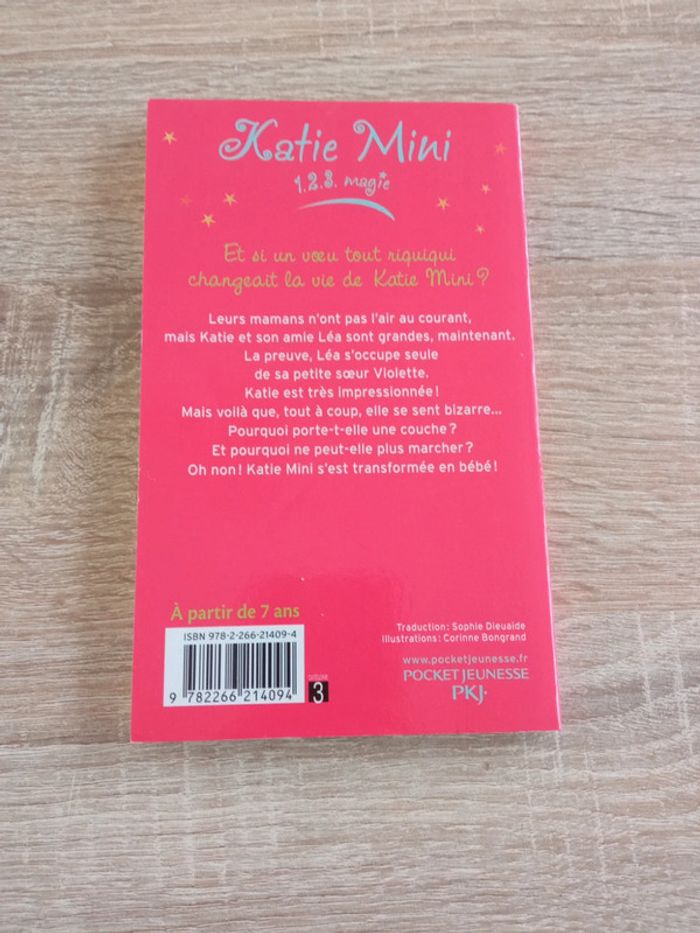 Katie Mini
1.2.3. magie
Et si un vœu tout riquiqui
changeait la vie de Katie Mini ?
Leurs mamans n'ont pas l'air au courant,
mais Katie et son amie Léa sont grandes, maintenant.
La preuve, Léa s'occupe seule
de sa petite sœur Violette.
Katie est très impressionnée !
Mais voilà que, tout à coup, elle se sent bizarre...
Pourquoi porte-t-elle une couche ?
Et pourquoi ne peut-elle plus marcher ?
Oh non ! Katie Mini s'est transformée en bébé !
À partir de 7 ans
ISBN 978-2-266-21409-4
9 782266 214094
3
Traduction : Sophie Dieuaide
Illustrations : Corinne Bongrand
www.pocketjeunesse.fr
POCKET JEUNESSE
PKJ·